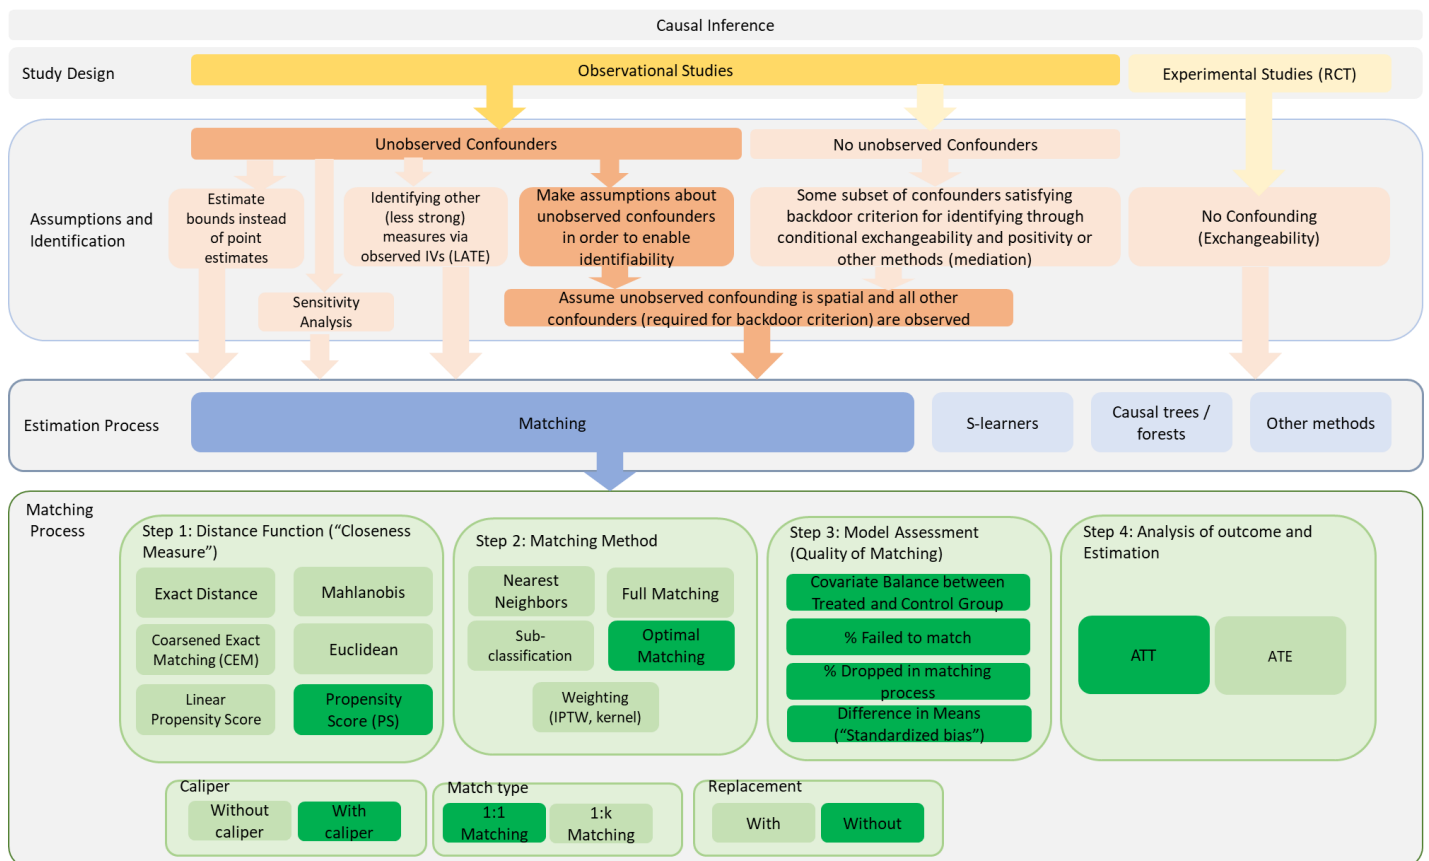 Causal Inference
Study Design
Observational Studies
Experimental Studies (RCT)
Unobserved Confounders
No unobserved Confounders
Assumptions and
Identification
Estimate
bounds instead
of point
estimates
Identifying other
(less strong)
measures via
observed IVs (LATE)
Make assumptions about
unobserved confounders
in order to enable
identifiability
Some subset of confounders satisfying
backdoor criterion for identifying through
conditional exchangeability and positivity or
other methods (mediation)
No Confounding
(Exchangeability)
Sensitivity
Analysis
Assume unobserved confounding is spatial and all other
confounders (required for backdoor criterion) are observed
Estimation Process
Matching
S-learners
Causal trees /
forests
Other methods
Matching
Process
Step 1: Distance Function (“Closeness
Measure”)
Exact Distance
Mahlanobis
Coarsened Exact
Matching (CEM)
Euclidean
Linear
Propensity Score
Propensity
Score (PS)
Step 2: Matching Method
Nearest
Neighbors
Full Matching
Sub-
classification
Optimal
Matching
Weighting
(IPTW, kernel)
Step 3: Model Assessment
(Quality of Matching)
Covariate Balance between
Treated and Control Group
% Failed to match
% Dropped in matching
process
Difference in Means
(“Standardized bias”)
Step 4: Analysis of outcome and
Estimation
ATT
ATE
Caliper
Without
caliper
With
caliper
Match type
1:1
Matching
1:k
Matching
Replacement
With
Without